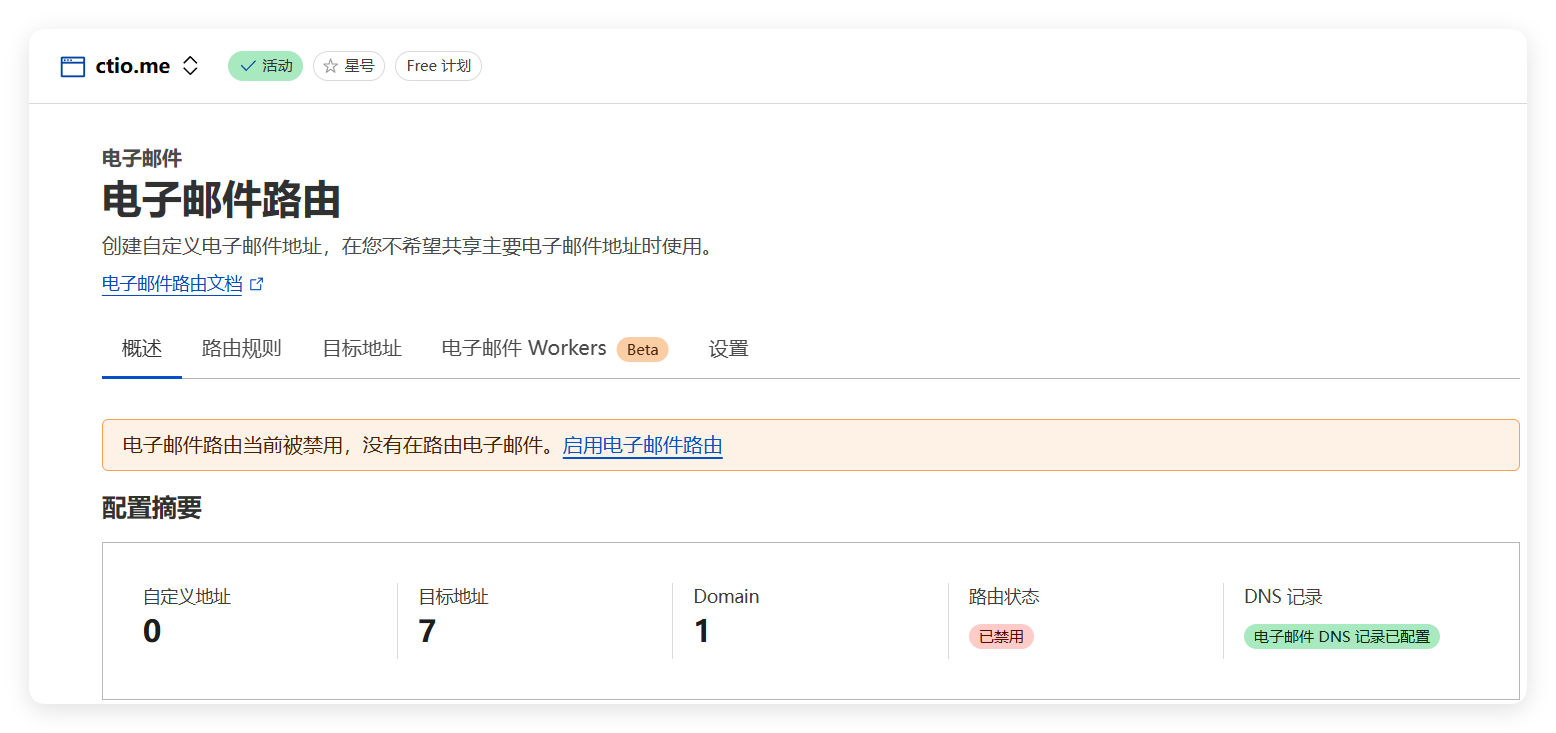 ctio.me 活动 星号 Free 计划
电子邮件
电子邮件路由
创建自定义电子邮件地址，在您不希望共享主要电子邮件地址时使用。
电子邮件路由文档
概述 路由规则 目标地址 电子邮件 Workers Beta 设置
电子邮件路由当前被禁用，没有在路由电子邮件。启用电子邮件路由
配置摘要
自定义地址 目标地址 Domain 路由状态 DNS 记录
0 7 1 已禁用 电子邮件 DNS 记录已配置